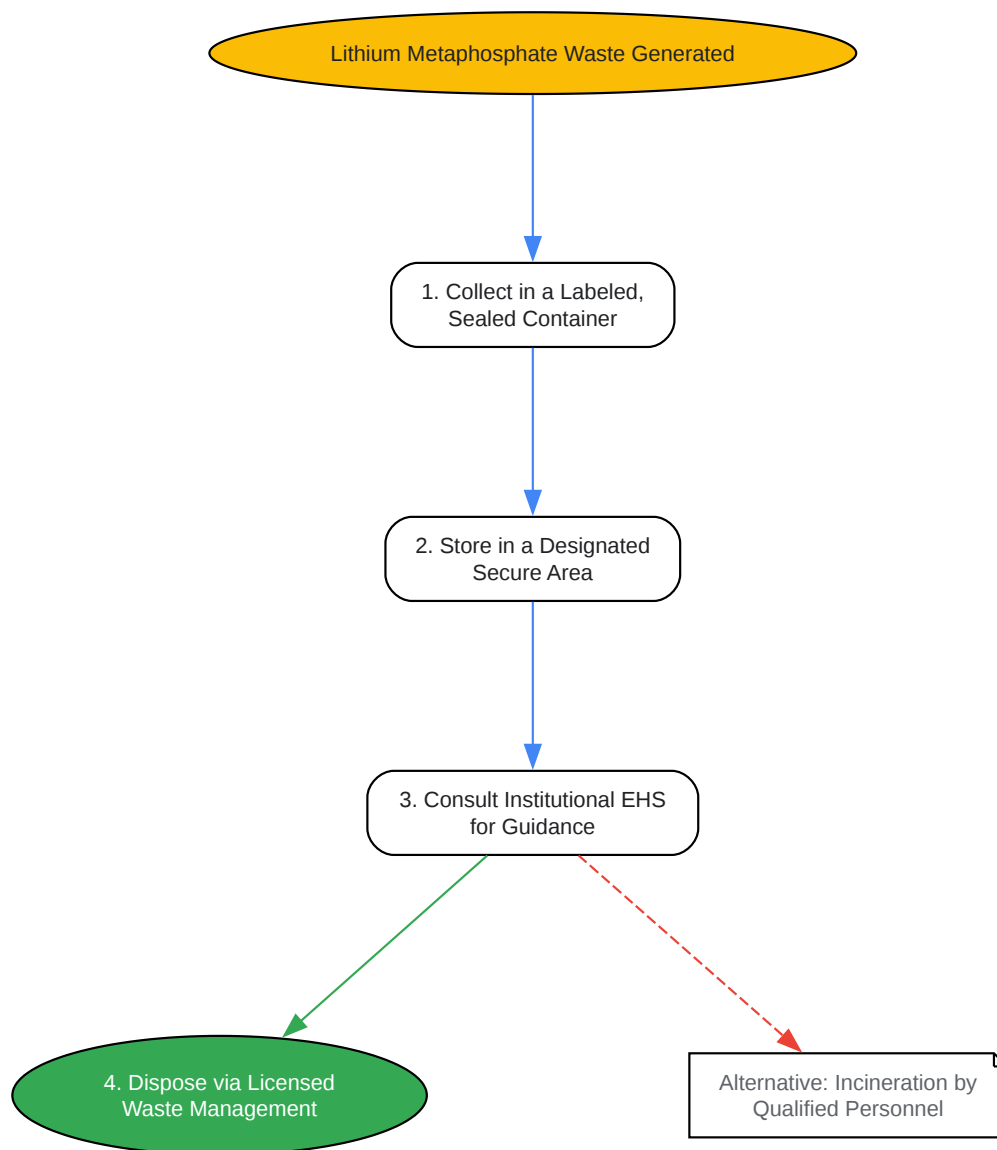 Lithium Metaphosphate Waste Generated
1. Collect in a Labeled,
Sealed Container
2. Store in a Designated
Secure Area
3. Consult Institutional EHS
for Guidance
4. Dispose via Licensed
Waste Management
Alternative: Incineration by
Qualified Personnel